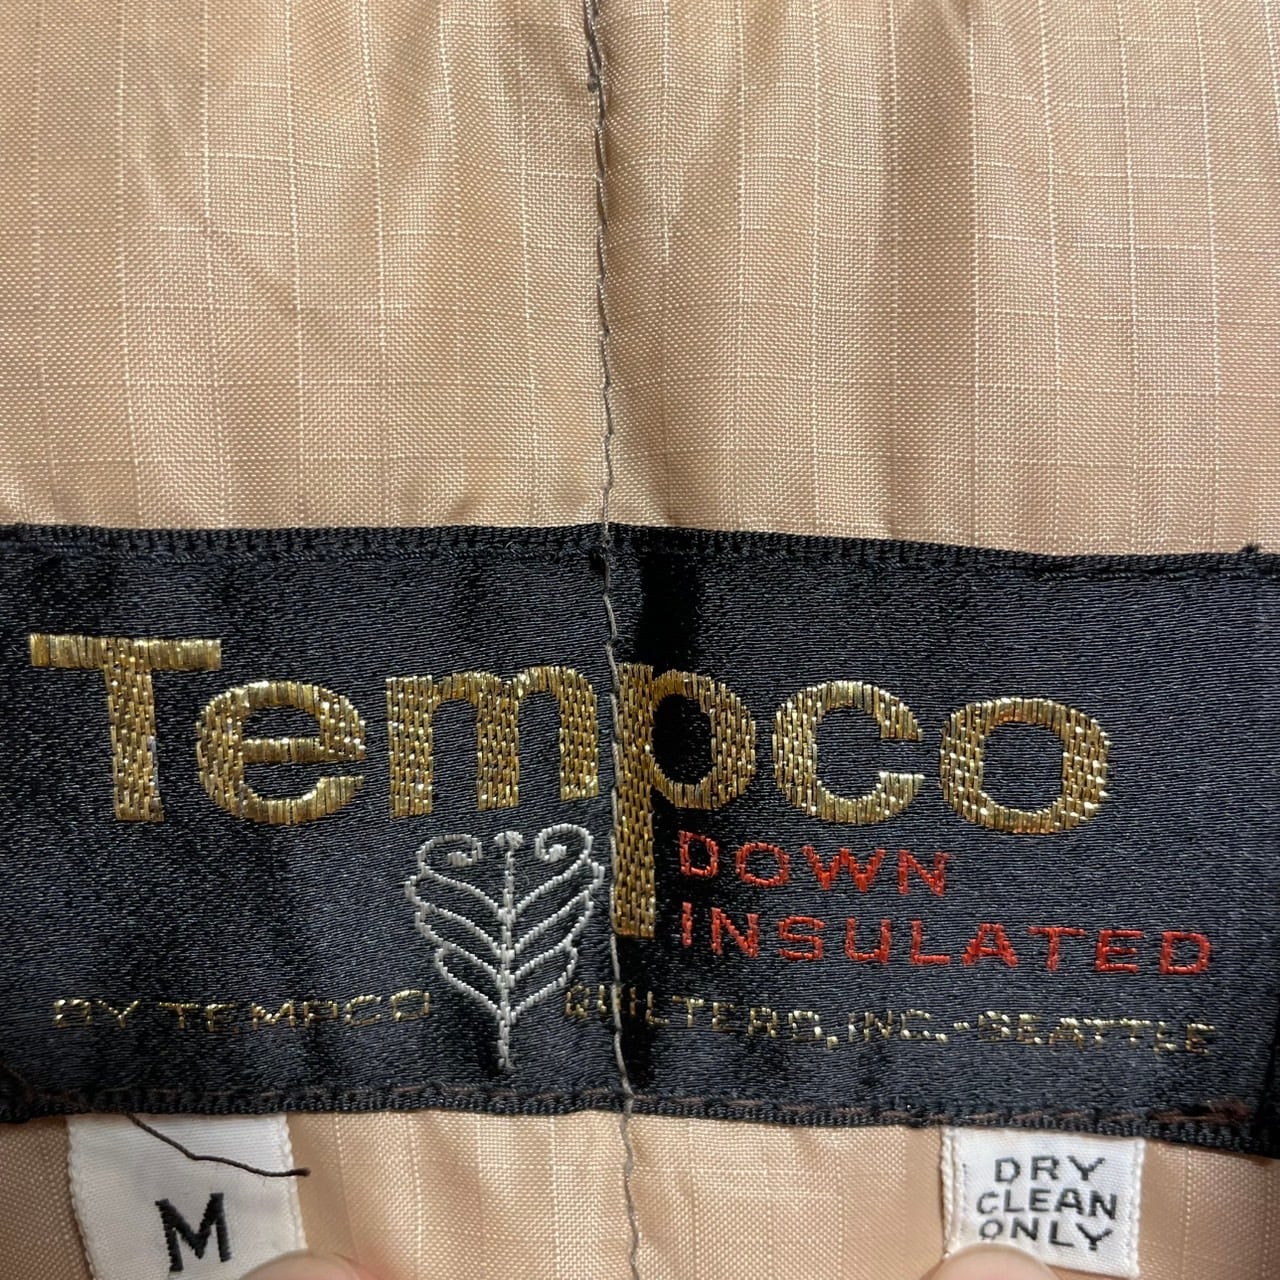 Tempco
DOWN
INSULATED
BY TEMPCO QUILTERS, INC.-SEATTLE
M
DRY
CLEAN
ONLY